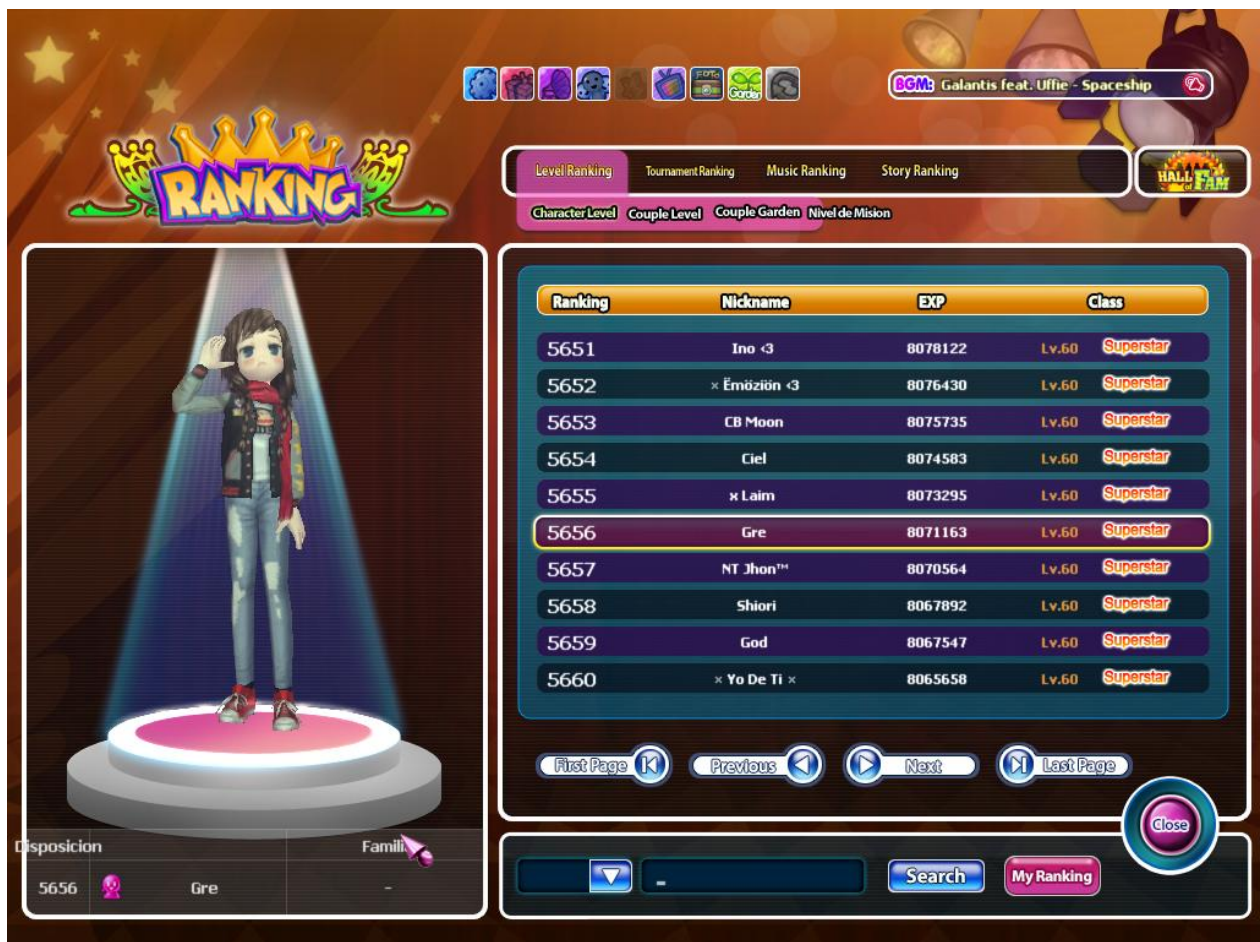 FOTO
Garden
BGM: Galantis feat. Uffie - Spaceship
RANKING
Level Ranking Tournament Ranking Music Ranking Story Ranking
HALL of FAM
Character Level Couple Level Couple Garden Nivel de Mision
Ranking Nickname EXP Class
5651 Ino <3 8078122 Lv.60 Superstar
5652 × Ëmöziön <3 8076430 Lv.60 Superstar
5653 CB Moon 8075735 Lv.60 Superstar
5654 Ciel 8074583 Lv.60 Superstar
5655 x Laim 8073295 Lv.60 Superstar
5656 Gre 8071163 Lv.60 Superstar
5657 NT Jhon™ 8070564 Lv.60 Superstar
5658 Shiori 8067892 Lv.60 Superstar
5659 God 8067547 Lv.60 Superstar
5660 × Yo De Ti × 8065658 Lv.60 Superstar
First Page Previous Next Last Page
Close
Disposicion Famili
5656 Gre -
Search My Ranking